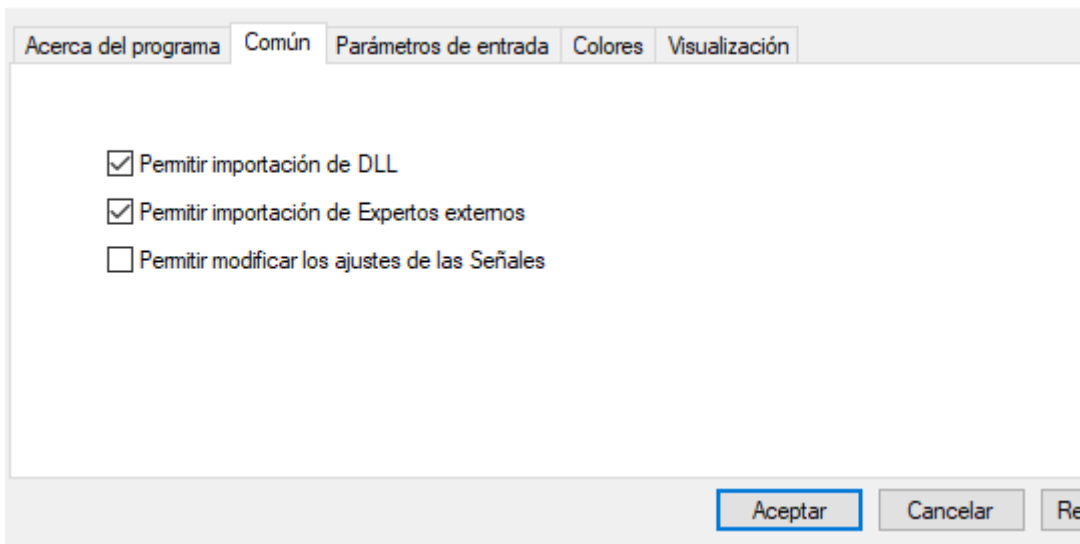 Acerca del programa Común Parámetros de entrada Colores Visualización
Permitir importación de DLL
Permitir importación de Expertos externos
Permitir modificar los ajustes de las Señales
Aceptar Cancelar Re